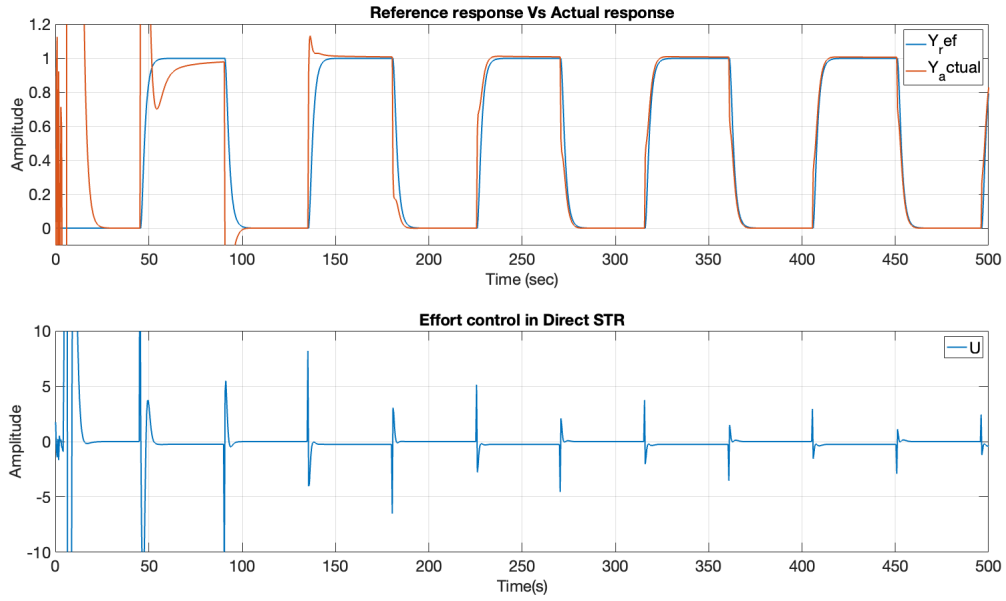 Reference response Vs Actual response
1.2
1
0.8
0.6
0.4
0.2
0
Amplitude
Y_ref
Y_actual
0 50 100 150 200 250 300 350 400 450 500
Time (sec)
Effort control in Direct STR
10
5
0
-5
-10
Amplitude
U
0 50 100 150 200 250 300 350 400 450 500
Time(s)